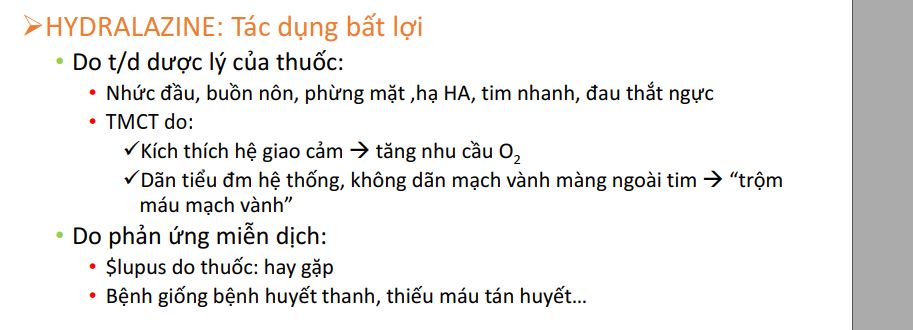 ➢HYDRALAZINE: Tác dụng bất lợi
• Do t/d dược lý của thuốc:
• Nhức đầu, buồn nôn, phừng mặt ,hạ HA, tim nhanh, đau thắt ngực
• TMCT do:
✓Kích thích hệ giao cảm → tăng nhu cầu O₂
✓Dãn tiểu đm hệ thống, không dãn mạch vành màng ngoài tim → “trộm
máu mạch vành”
• Do phản ứng miễn dịch:
• $lupus do thuốc: hay gặp
• Bệnh giống bệnh huyết thanh, thiếu máu tán huyết…